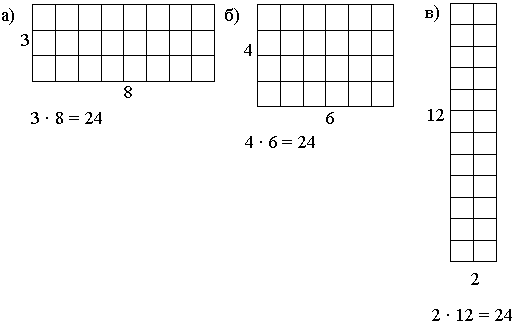 а)
3
8
3 · 8 = 24
б)
4
6
4 · 6 = 24
в)
12
2
2 · 12 = 24